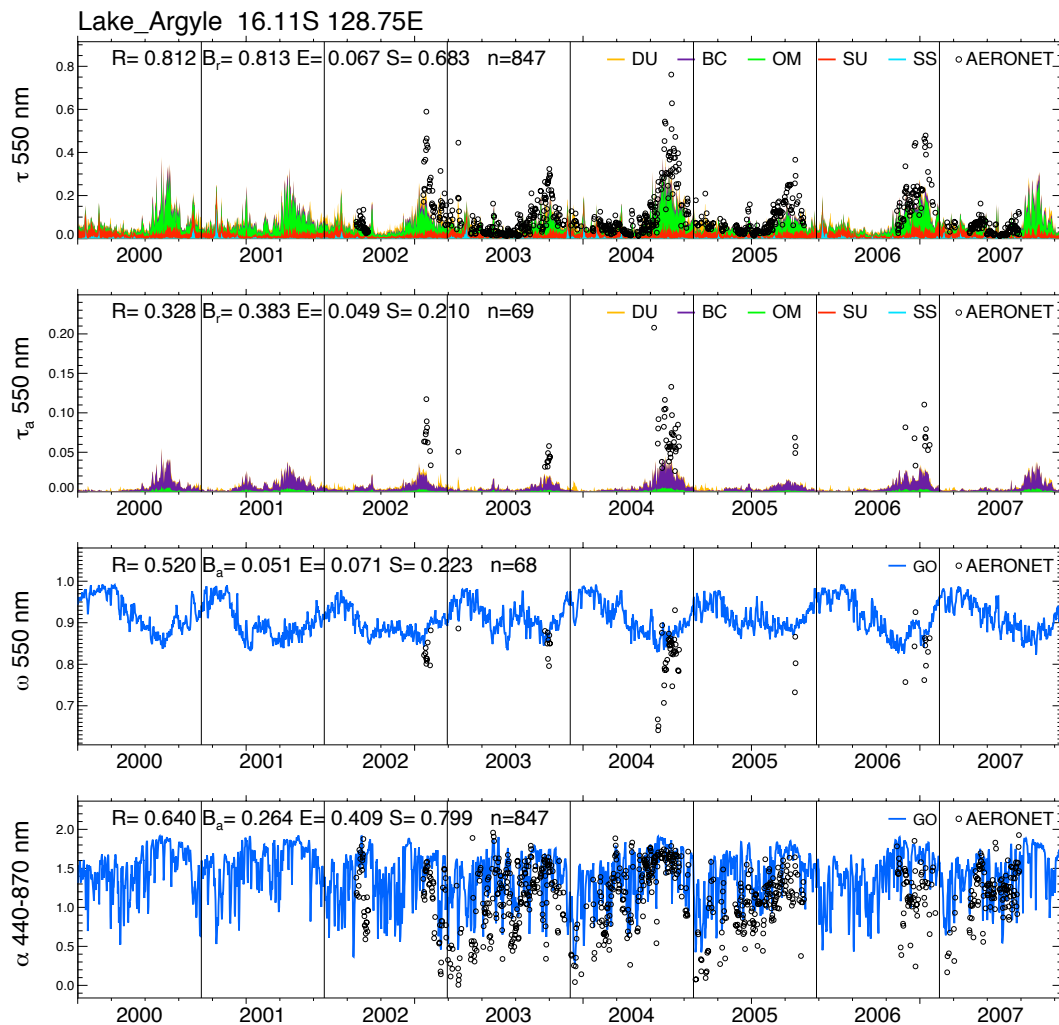 Lake_Argyle 16.11S 128.75E
R= 0.812 Br= 0.813 E= 0.067 S= 0.683 n=847 DU BC OM SU SS AERONET
τ 550 nm
0.8
0.6
0.4
0.2
0.0
2000 2001 2002 2003 2004 2005 2006 2007
R= 0.328 Br= 0.383 E= 0.049 S= 0.210 n=69 DU BC OM SU SS AERONET
τa 550 nm
0.20
0.15
0.10
0.05
0.00
2000 2001 2002 2003 2004 2005 2006 2007
R= 0.520 Ba= 0.051 E= 0.071 S= 0.223 n=68 GO AERONET
ω 550 nm
1.0
0.9
0.8
0.7
2000 2001 2002 2003 2004 2005 2006 2007
R= 0.640 Ba= 0.264 E= 0.409 S= 0.799 n=847 GO AERONET
α 440-870 nm
2.0
1.5
1.0
0.5
0.0
2000 2001 2002 2003 2004 2005 2006 2007